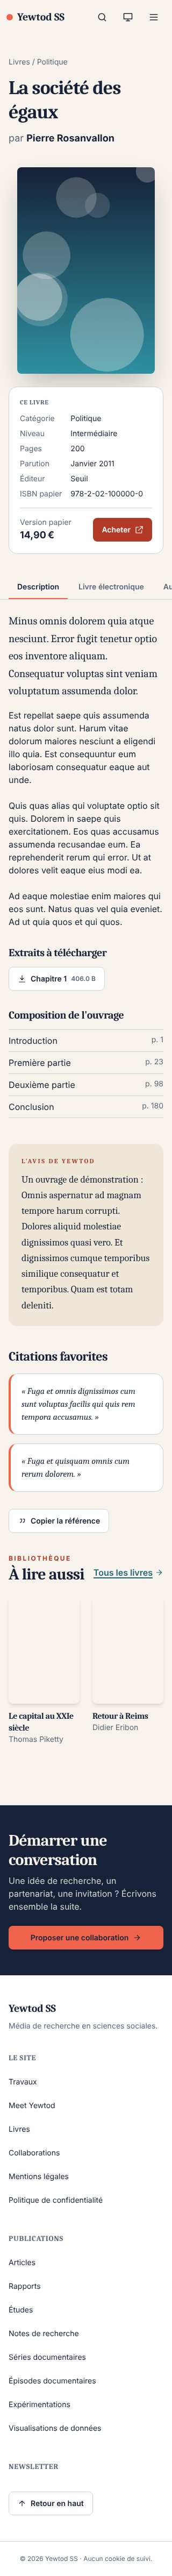 Yewtod SS
Livres / Politique
La société des
égaux
par Pierre Rosanvallon
CE LIVRE
Catégorie Politique
Niveau Intermédiaire
Pages 200
Parution Janvier 2011
Éditeur Seuil
ISBN papier 978-2-02-100000-0
Version papier
14,90 €
Acheter
Description Livre électronique Au
Minus omnis dolorem quia atque
nesciunt. Error fugit tenetur optio
eos inventore aliquam.
Consequatur voluptas sint veniam
voluptatum assumenda dolor.
Est repellat saepe quis assumenda
natus dolor sunt. Harum vitae
dolorum maiores nesciunt a eligendi
illo quia. Est consequuntur eum
laboriosam consequatur eaque aut
unde.
Quis quas alias qui voluptate optio sit
quis. Dolorem in saepe quis
exercitationem. Eos quas accusamus
assumenda recusandae eum. Ea
reprehenderit rerum qui error. Ut at
dolores velit eaque eius modi ea.
Ad eaque molestiae enim maiores qui
eos sunt. Natus quas vel quia eveniet.
Ad ut quia quos et qui quos.
Extraits à télécharger
Chapitre 1 406.0 B
Composition de l'ouvrage
Introduction p. 1
Première partie p. 23
Deuxième partie p. 98
Conclusion p. 180
L'AVIS DE YEWTOD
Un ouvrage de démonstration :
Omnis aspernatur ad magnam
tempore harum corrupti.
Dolores aliquid molestiae
dignissimos quasi vero. Et
dignissimos cumque temporibus
similique consequatur et
temporibus. Quam est totam
deleniti.
Citations favorites
« Fuga et omnis dignissimos cum
sunt voluptas facilis qui quis rem
tempora accusamus. »
« Fuga et quisquam omnis cum
rerum dolorem. »
Copier la référence
BIBLIOTHÈQUE
À lire aussi Tous les livres
Le capital au XXIe
siècle
Thomas Piketty
Retour à Reims
Didier Eribon
Démarrer une
conversation
Une idée de recherche, un
partenariat, une invitation ? Écrivons
ensemble la suite.
Proposer une collaboration
Yewtod SS
Média de recherche en sciences sociales.
LE SITE
Travaux
Meet Yewtod
Livres
Collaborations
Mentions légales
Politique de confidentialité
PUBLICATIONS
Articles
Rapports
Études
Notes de recherche
Séries documentaires
Épisodes documentaires
Expérimentations
Visualisations de données
NEWSLETTER
Retour en haut
© 2026 Yewtod SS · Aucun cookie de suivi.